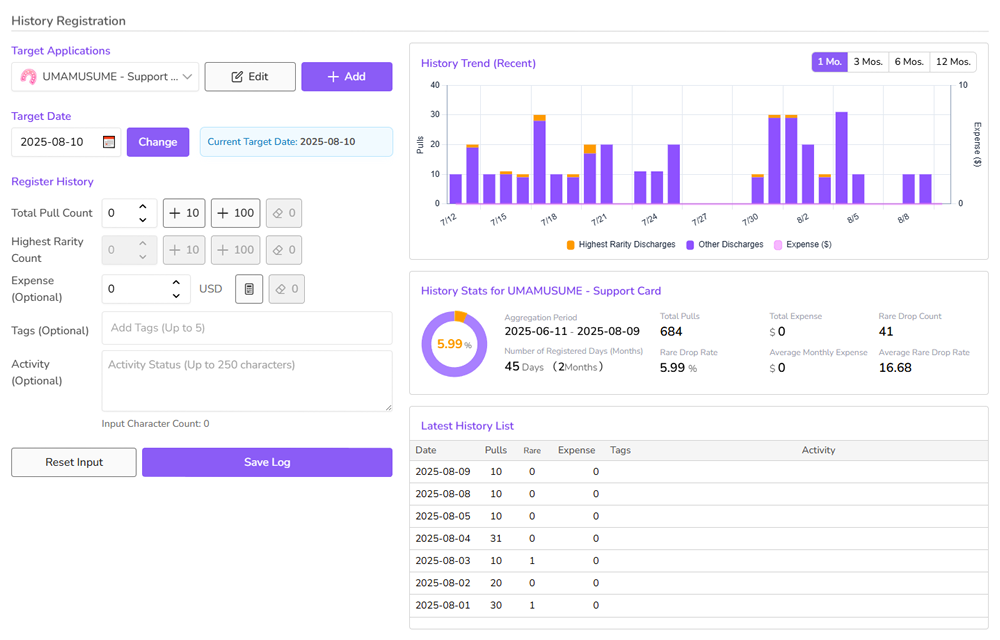 History Registration
Target Applications
UMAMUSUME - Support ...
Edit
+ Add
Target Date
2025-08-10
Change
Current Target Date: 2025-08-10
Register History
Total Pull Count
0
+ 10
+ 100
0
Highest Rarity Count
0
+ 10
+ 100
0
Expense (Optional)
0
USD
0
Tags (Optional)
Add Tags (Up to 5)
Activity (Optional)
Activity Status (Up to 250 characters)
Input Character Count: 0
Reset Input
Save Log
History Trend (Recent)
1 Mo. 3 Mos. 6 Mos. 12 Mos.
Pulls
40
30
20
10
0
10
0
Expense ($)
7/12 7/15 7/18 7/21 7/24 7/27 7/30 8/2 8/5 8/8
Highest Rarity Discharges Other Discharges Expense ($)
History Stats for UMAMUSUME - Support Card
5.99 %
Aggregation Period
2025-06-11 - 2025-08-09
Number of Registered Days (Months)
45 Days (2Months)
Total Pulls
684
Rare Drop Rate
5.99 %
Total Expense
$ 0
Average Monthly Expense
$ 0
Rare Drop Count
41
Average Rare Drop Rate
16.68
Latest History List
Date Pulls Rare Expense Tags Activity
2025-08-09 10 0 0
2025-08-08 10 0 0
2025-08-05 10 0 0
2025-08-04 31 0 0
2025-08-03 10 1 0
2025-08-02 20 0 0
2025-08-01 30 1 0